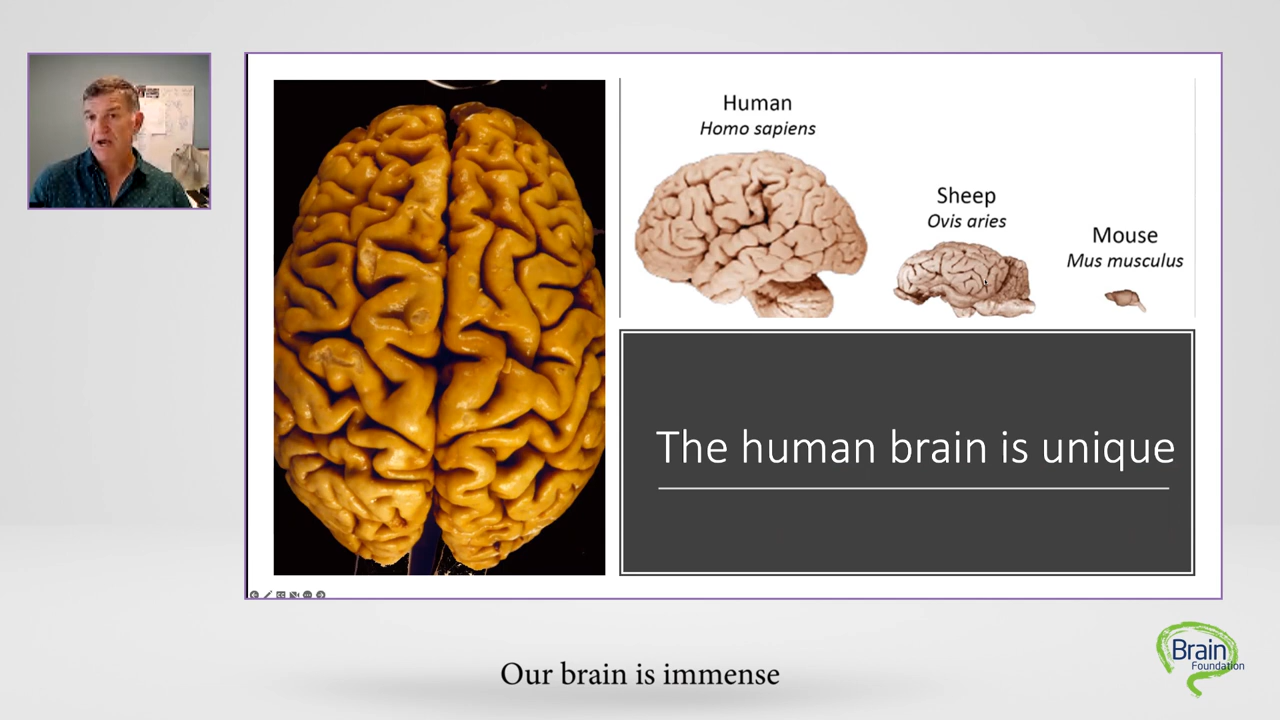 Human
Homo sapiens
Sheep
Ovis aries
Mouse
Mus musculus
The human brain is unique
Our brain is immense
Brain
Foundation